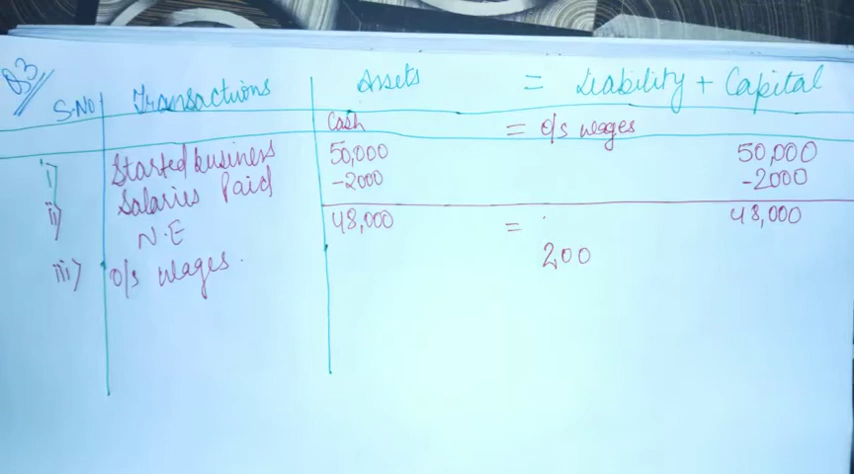 Q3
S.No Transactions Assets = Liability + Capital
Cash = O/s wages
i) Started business 50,000 50,000
ii) Salaries Paid -2000 -2000
N.E 48,000 = 48,000
iii) O/s wages. 200